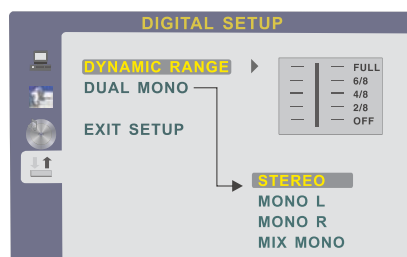 DIGITAL SETUP
DYNAMIC RANGE
DUAL MONO
EXIT SETUP
FULL
6/8
4/8
2/8
OFF
STEREO
MONO L
MONO R
MIX MONO